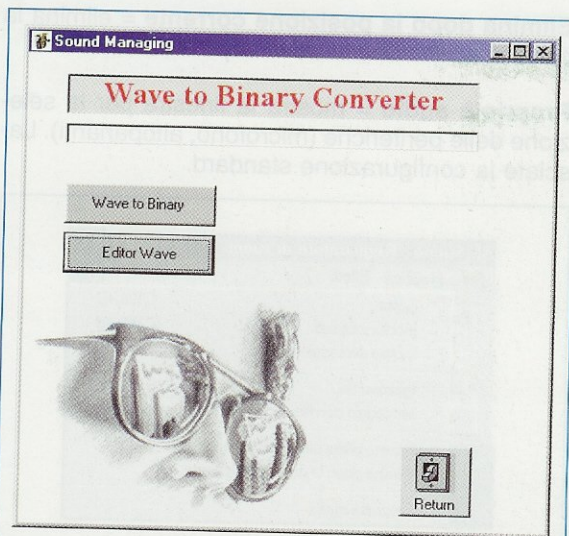 Sound Managing
Wave to Binary Converter
Wave to Binary
Editor Wave
Return